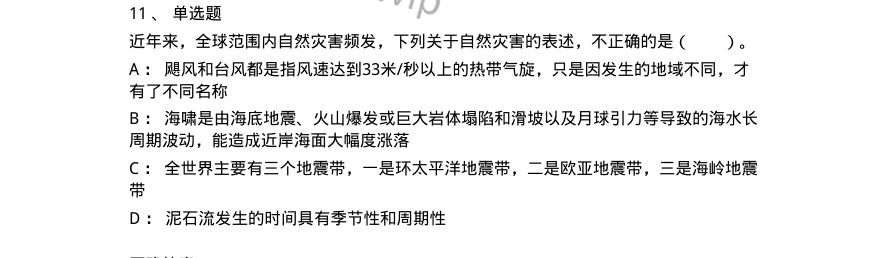 11 、 单选题
近年来，全球范围内自然灾害频发，下列关于自然灾害的表述，不正确的是（　　）。
A ： 飓风和台风都是指风速达到33米/秒以上的热带气旋，只是因发生的地域不同，才
有了不同名称
B ： 海啸是由海底地震、火山爆发或巨大岩体塌陷和滑坡以及月球引力等导致的海水长
周期波动，能造成近岸海面大幅度涨落
C ： 全世界主要有三个地震带，一是环太平洋地震带，二是欧亚地震带，三是海岭地震
带
D ： 泥石流发生的时间具有季节性和周期性